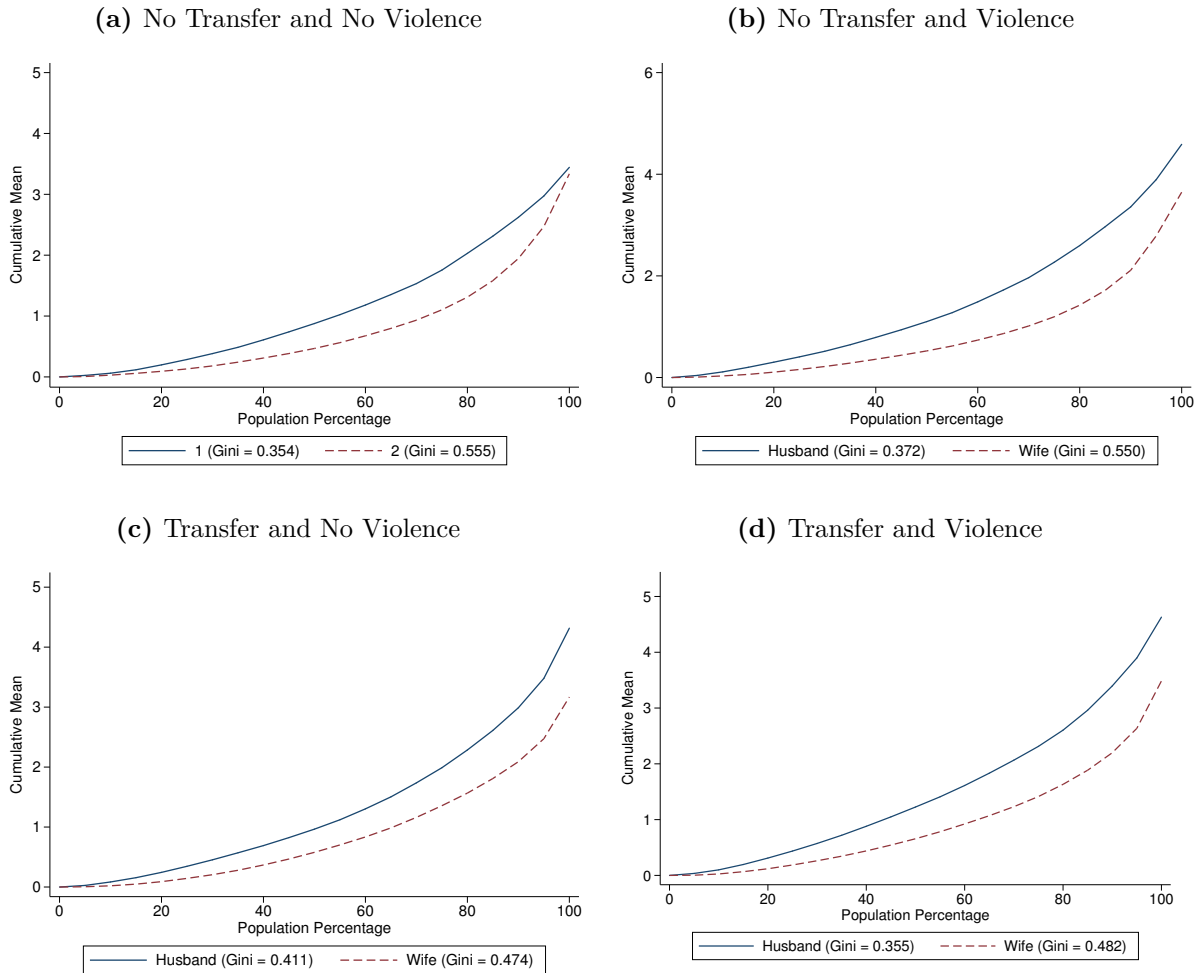 (a) No Transfer and No Violence
5
4
3
2
1
0
Cumulative Mean
0 20 40 60 80 100
Population Percentage
1 (Gini = 0.354) 2 (Gini = 0.555)
(b) No Transfer and Violence
6
4
2
0
Cumulative Mean
0 20 40 60 80 100
Population Percentage
Husband (Gini = 0.372) Wife (Gini = 0.550)
(c) Transfer and No Violence
5
4
3
2
1
0
Cumulative Mean
0 20 40 60 80 100
Population Percentage
Husband (Gini = 0.411) Wife (Gini = 0.474)
(d) Transfer and Violence
5
4
3
2
1
0
Cumulative Mean
0 20 40 60 80 100
Population Percentage
Husband (Gini = 0.355) Wife (Gini = 0.482)